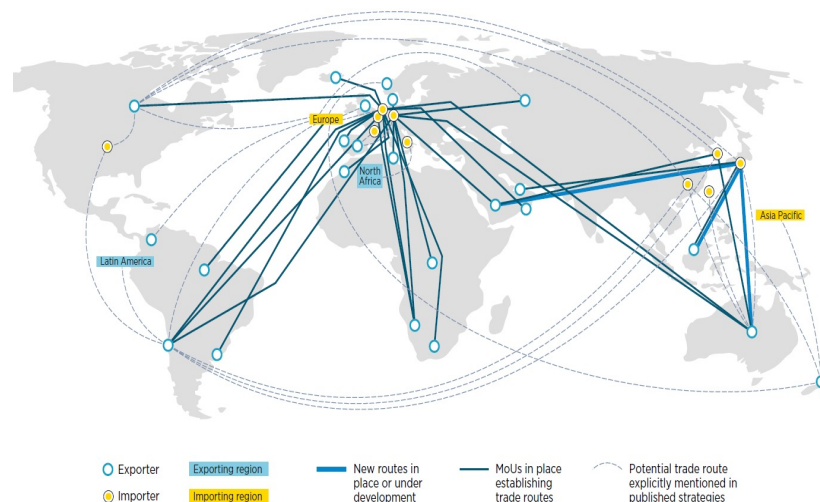 Europe
North
Africa
Asia Pacific
Latin America
Exporter
Exporting region
New routes in
place or under
development
MoUs in place
establishing
trade routes
Potential trade route
explicitly mentioned in
published strategies
Importer
Importing region